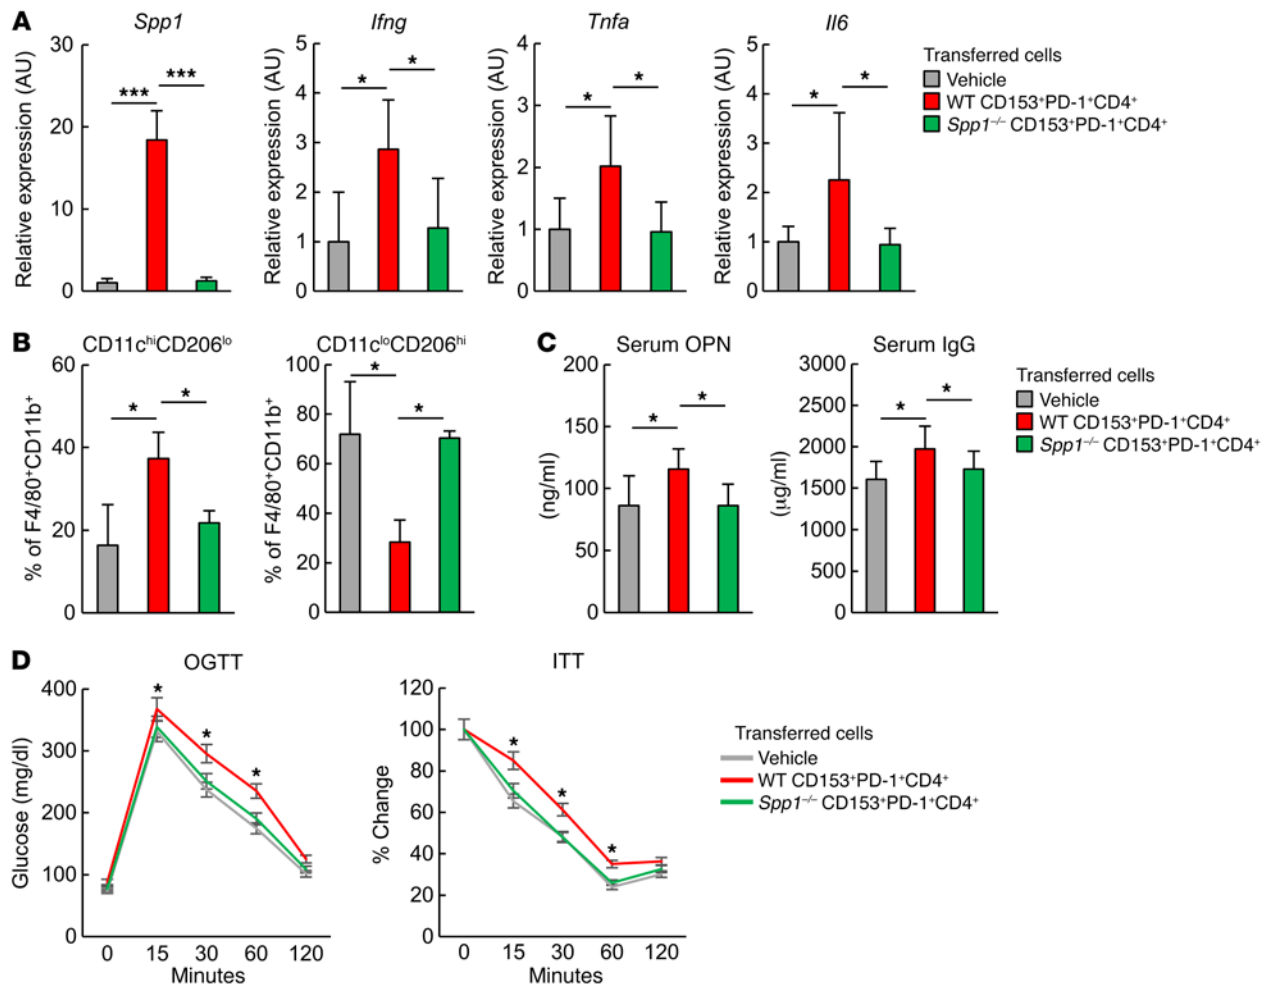 A
Spp1
Ifng
Tnfa
Il6
Relative expression (AU)
30
20
10
0
Relative expression (AU)
5
4
3
2
1
0
Relative expression (AU)
4
3
2
1
0
Relative expression (AU)
5
4
3
2
1
0
***
***
*
*
*
*
*
*
Transferred cells
Vehicle
WT CD153⁺PD-1⁺CD4⁺
Spp1⁻/⁻ CD153⁺PD-1⁺CD4⁺
B
CD11cʰⁱCD206ˡᵒ
CD11cˡᵒCD206ʰⁱ
% of F4/80⁺CD11b⁺
60
40
20
0
*
*
% of F4/80⁺CD11b⁺
100
80
60
40
20
0
*
*
C
Serum OPN
Serum IgG
(ng/ml)
200
150
100
50
0
*
*
(μg/ml)
3000
2500
2000
1500
1000
500
0
*
*
Transferred cells
Vehicle
WT CD153⁺PD-1⁺CD4⁺
Spp1⁻/⁻ CD153⁺PD-1⁺CD4⁺
D
OGTT
ITT
Glucose (mg/dl)
400
300
200
100
0
*
*
*
0 15 30 60 120
Minutes
% Change
120
100
80
60
40
20
0
*
*
*
0 15 30 60 120
Minutes
Transferred cells
Vehicle
WT CD153⁺PD-1⁺CD4⁺
Spp1⁻/⁻ CD153⁺PD-1⁺CD4⁺